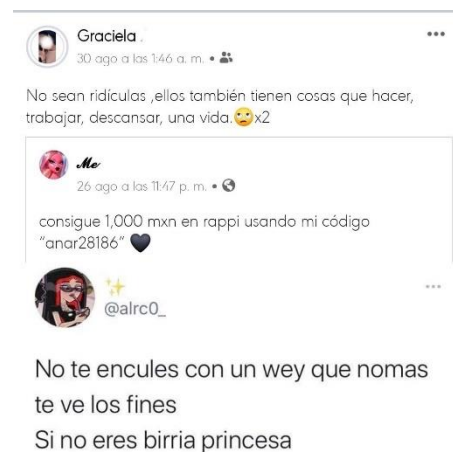 Graciela
30 ago a las 1:46 a. m.
No sean ridículas ,ellos también tienen cosas que hacer,
trabajar, descansar, una vida.🙄x2
Me
26 ago a las 11:47 p. m.
consigue 1,000 mxn en rappi usando mi código
"anar28186" 🖤
✨
@alrc0_
No te encules con un wey que nomas
te ve los fines
Si no eres birria princesa